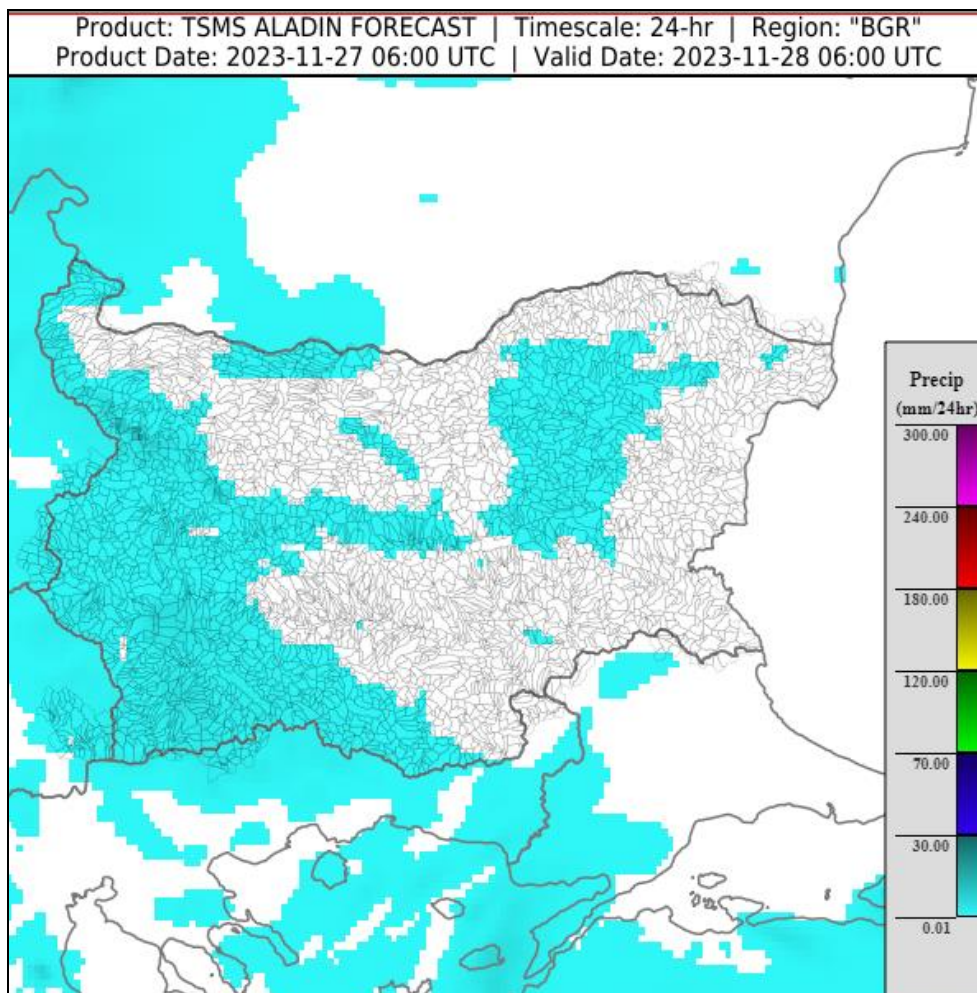 Product: TSMS ALADIN FORECAST | Timescale: 24-hr | Region: "BGR"
Product Date: 2023-11-27 06:00 UTC | Valid Date: 2023-11-28 06:00 UTC
Precip
(mm/24hr)
300.00
240.00
180.00
120.00
70.00
30.00
0.01